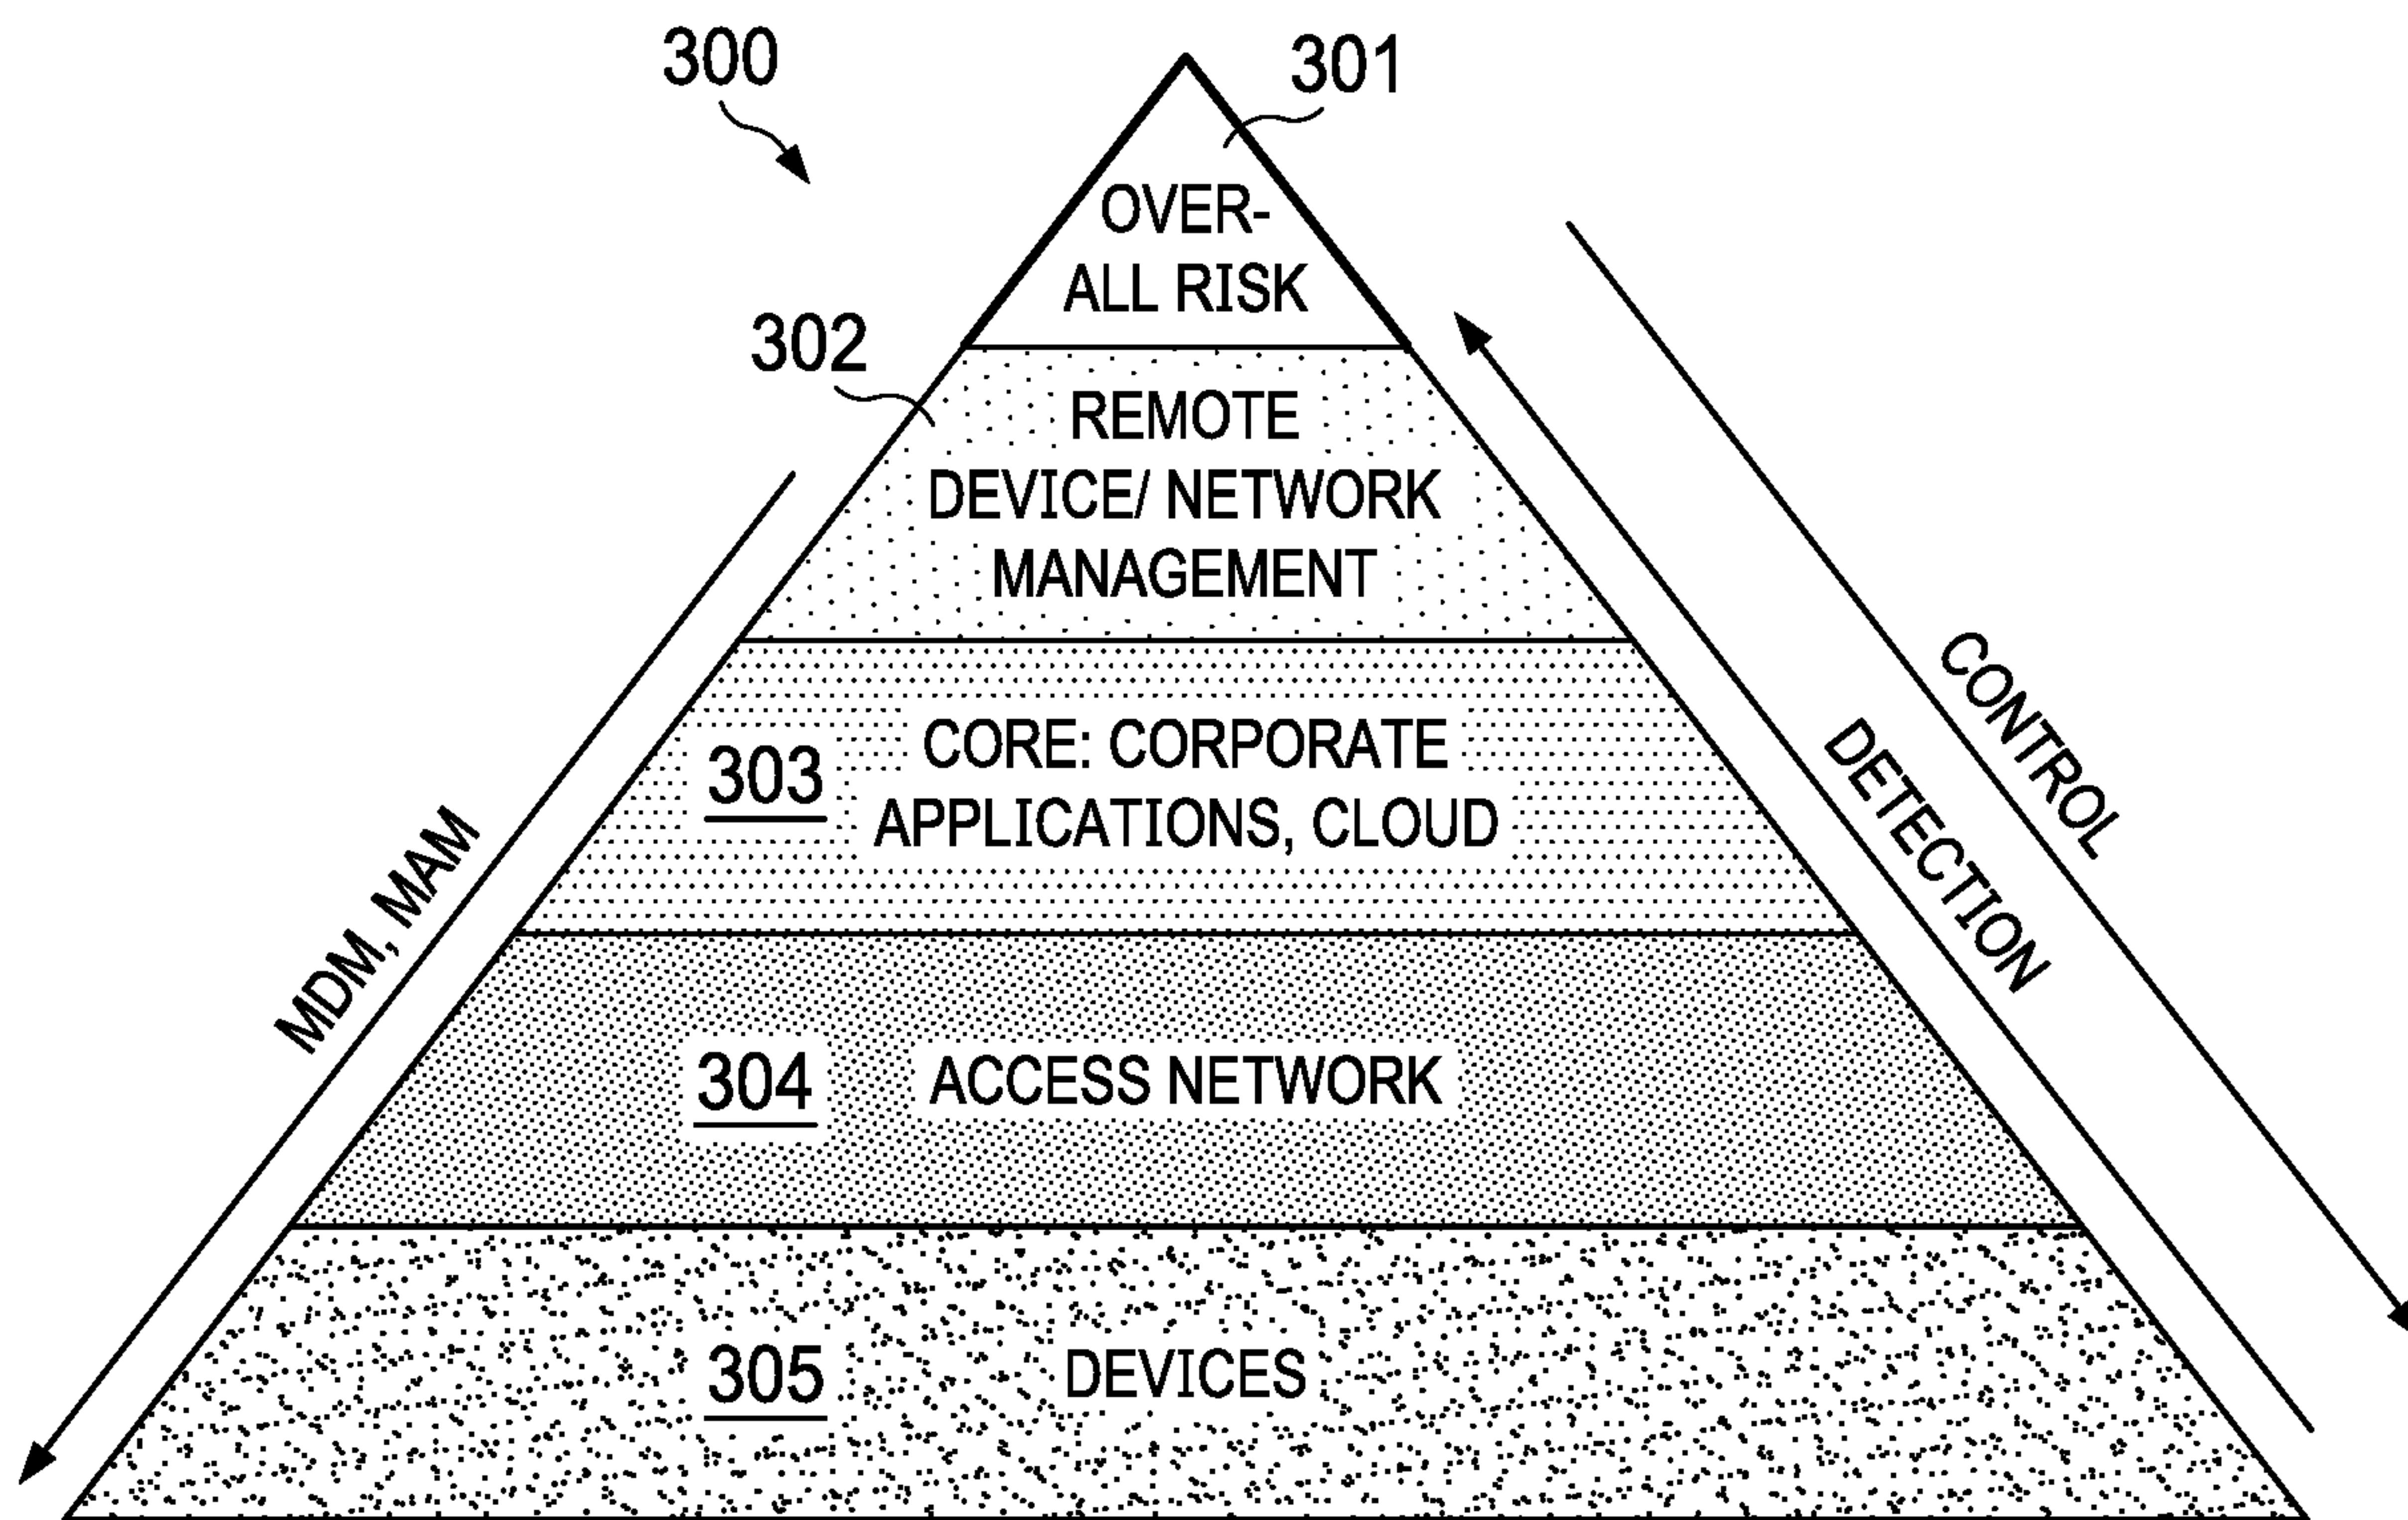 300
301
OVER-
ALL RISK
302
REMOTE
DEVICE/ NETWORK
MANAGEMENT
303
CORE: CORPORATE
APPLICATIONS, CLOUD
304
ACCESS NETWORK
305
DEVICES
MDM, MAM
DETECTION
CONTROL